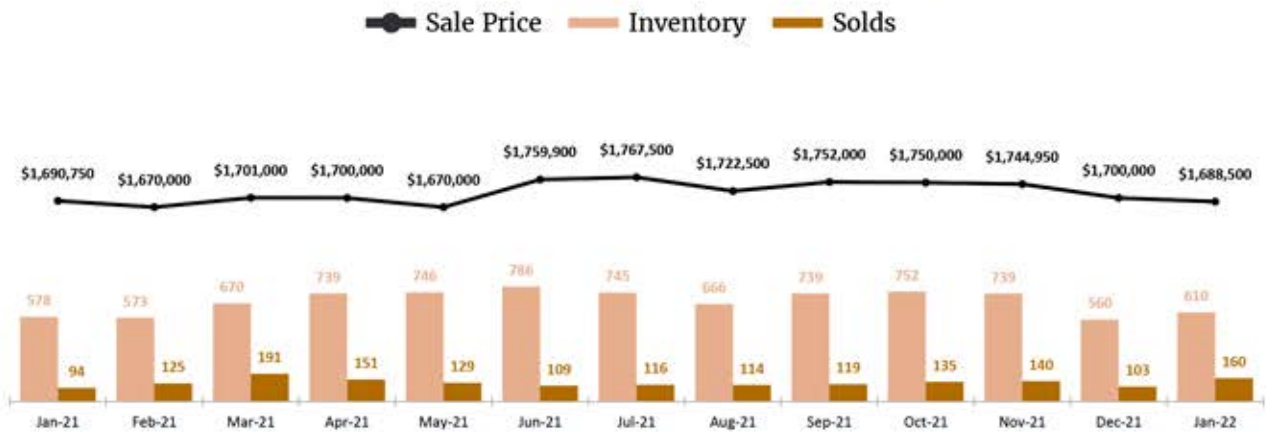 Sale Price Inventory Solds
$1,690,750 $1,670,000 $1,701,000 $1,700,000 $1,670,000 $1,759,900 $1,767,500 $1,722,500 $1,752,000 $1,750,000 $1,744,950 $1,700,000 $1,688,500
578 573 670 739 746 786 745 666 739 752 739 560 610
94 125 191 151 129 109 116 114 119 135 140 103 160
Jan-21 Feb-21 Mar-21 Apr-21 May-21 Jun-21 Jul-21 Aug-21 Sep-21 Oct-21 Nov-21 Dec-21 Jan-22